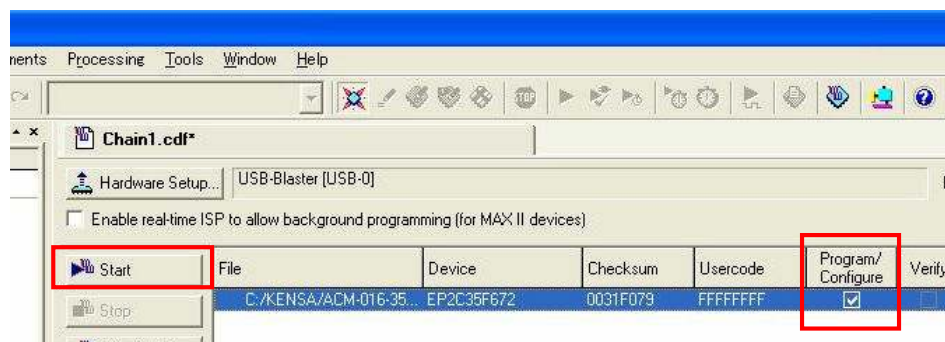 Processing Tools Window Help
STOP
Chain1.cdf*
Hardware Setup... USB-Blaster [USB-0]
Enable real-time ISP to allow background programming (for MAX II devices)
Start File Device Checksum Usercode Program/ Configure Verify
C:/KENSA/ACM-016-35... EP2C35F672 0031F079 FFFFFFFF
Stop